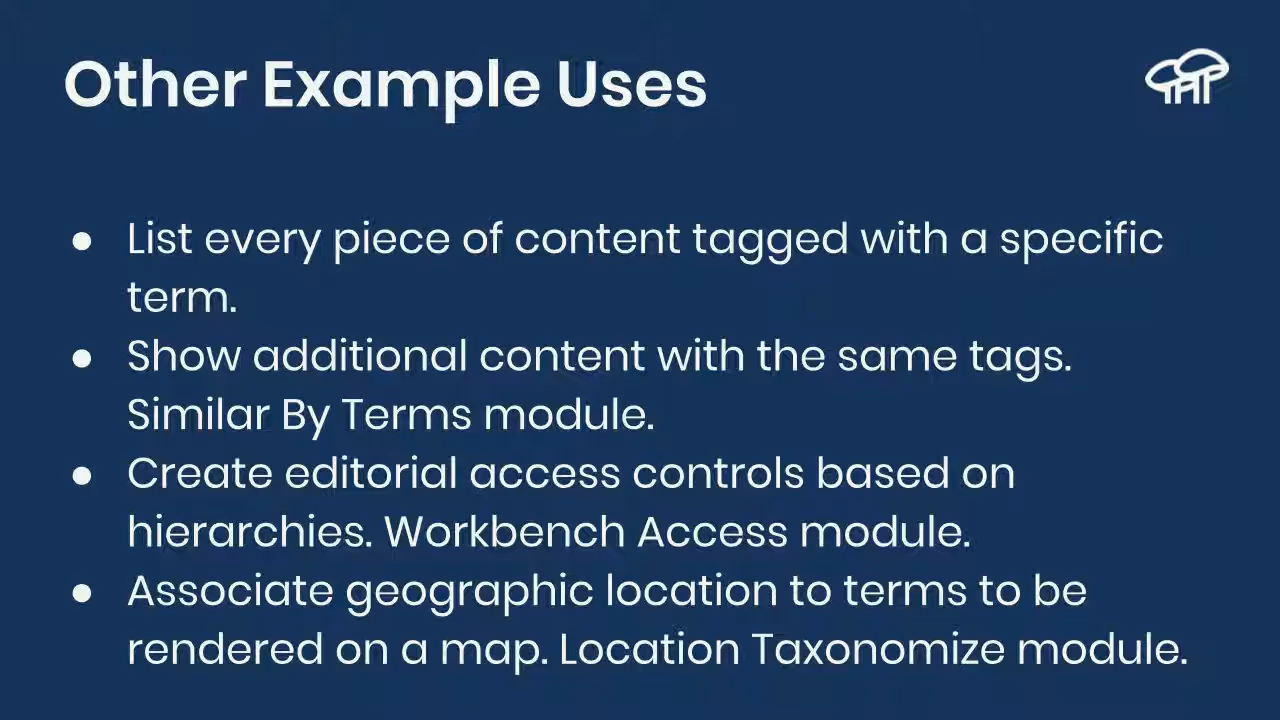 Other Example Uses
● List every piece of content tagged with a specific
term.
● Show additional content with the same tags.
Similar By Terms module.
● Create editorial access controls based on
hierarchies. Workbench Access module.
● Associate geographic location to terms to be
rendered on a map. Location Taxonomize module.